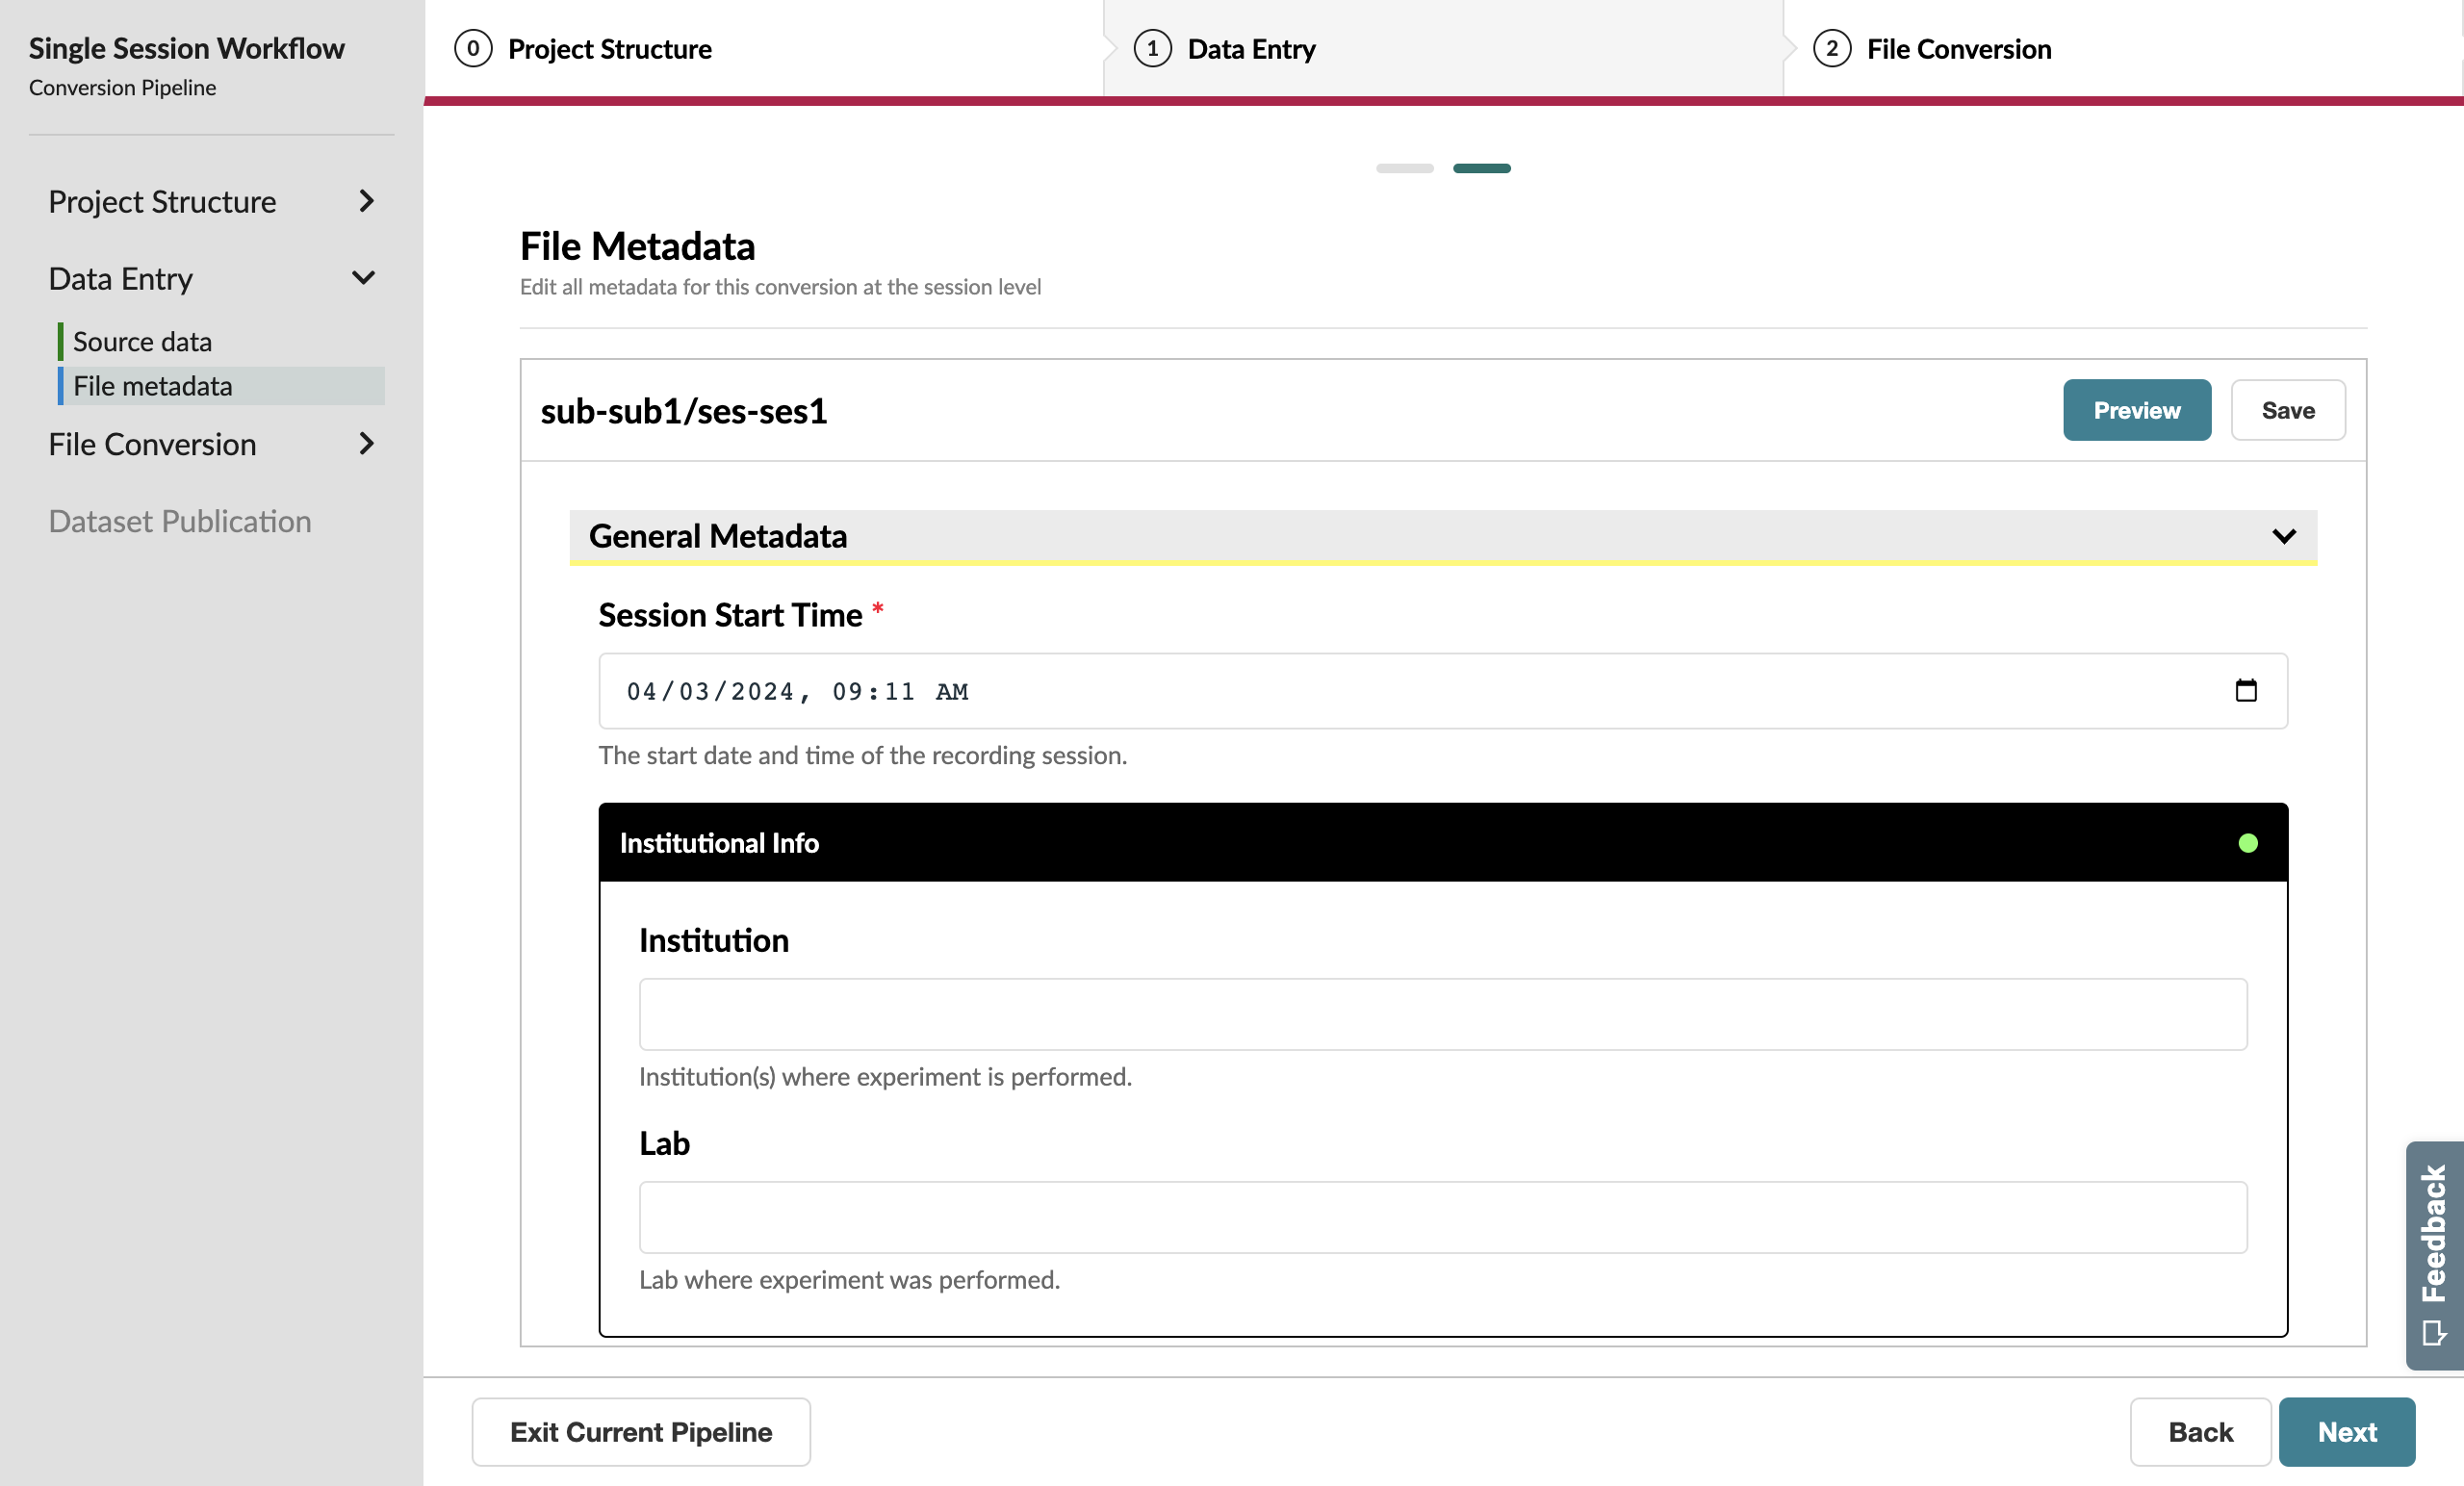 Single Session Workflow
Conversion Pipeline
Project Structure
Data Entry
Source data
File metadata
File Conversion
Dataset Publication
0 Project Structure
1 Data Entry
2 File Conversion
File Metadata
Edit all metadata for this conversion at the session level
sub-sub1/ses-ses1
Preview
Save
General Metadata
Session Start Time *
04/03/2024, 09:11 AM
The start date and time of the recording session.
Institutional Info
Institution
Institution(s) where experiment is performed.
Lab
Lab where experiment was performed.
Feedback
Exit Current Pipeline
Back
Next